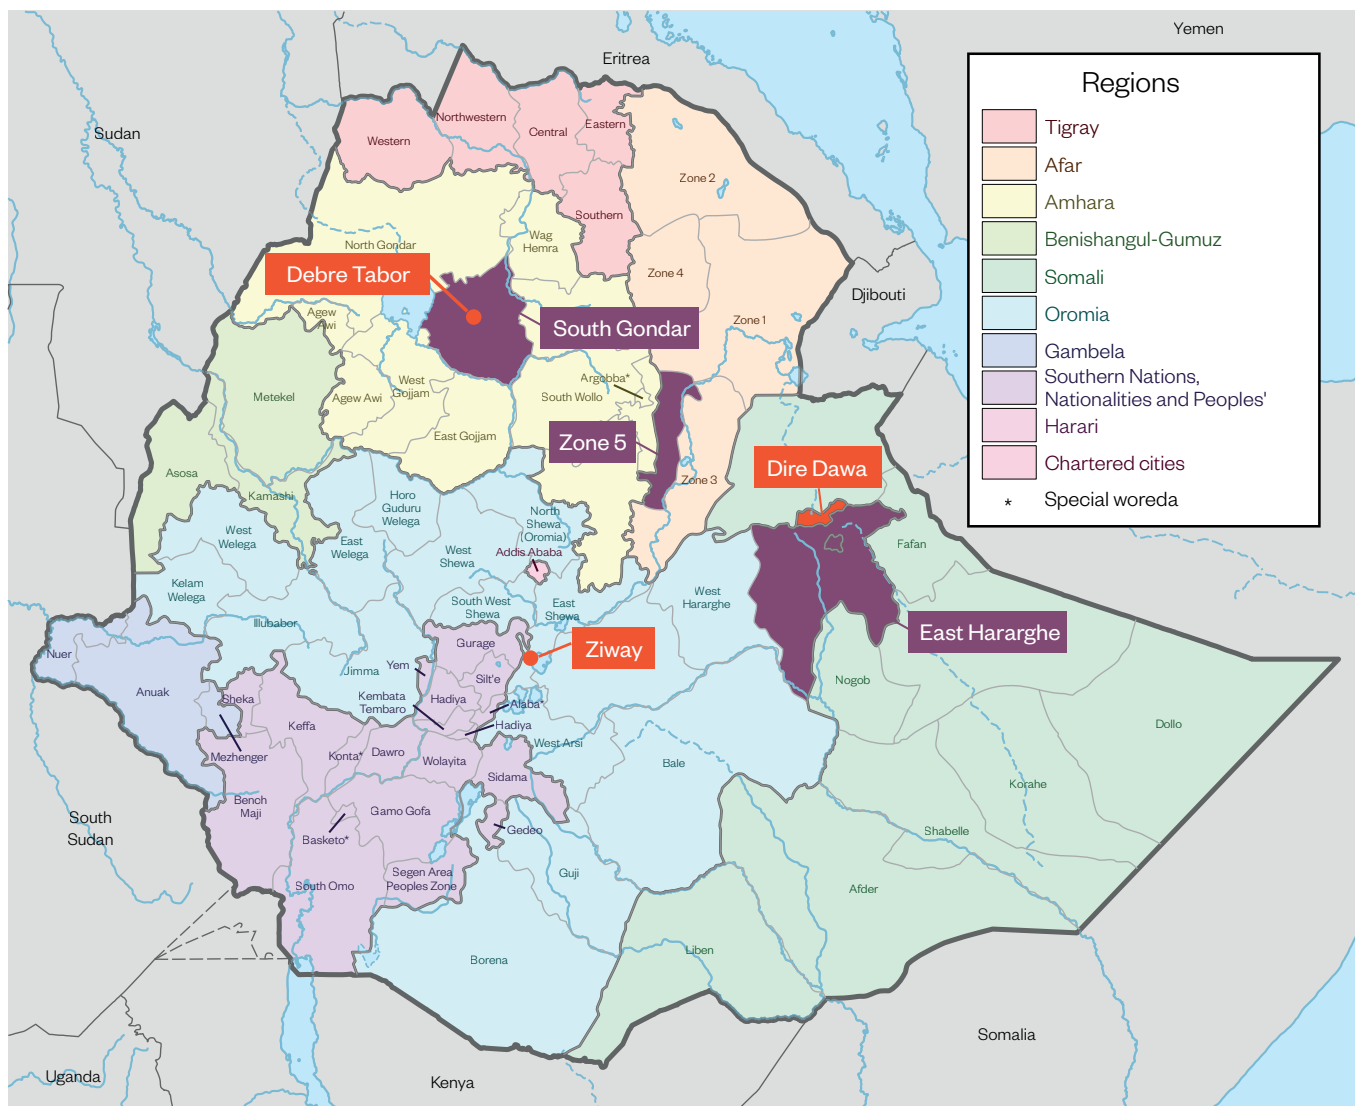 Yemen
Eritrea
Sudan
Regions
Tigray
Afar
Amhara
Benishangul-Gumuz
Somali
Oromia
Gambela
Southern Nations,
Nationalities and Peoples'
Harari
Chartered cities
* Special woreda
Northwestern
Western
Central
Eastern
Southern
Zone 2
Wag
Hemra
North Gondar
Debre Tabor
Zone 4
Djibouti
South Gondar
Zone 1
Agew
Awi
Argobba*
South Wollo
West
Gojjam
Agew Awi
Metekel
East Gojjam
Zone 5
Dire Dawa
Zone 3
Asosa
Kamashi
Horo
Guduru
Welega
North
Shewa
(Oromia)
Addis Ababa
West
Welega
East
Welega
West
Shewa
Fafan
Kelam
Welega
West
Hararghe
South West
Shewa
East
Shewa
Illubabor
East Hararghe
Gurage
Ziway
Nuer
Yem
Jimma
Silt'e
Nogob
Anuak
Sheka
Kembata
Tembaro
Hadiya
Alaba*
Hadiya
Dollo
Keffa
West Arsi
Mezhenger
Konta*
Dawro
Wolayita
Bale
Sidama
Korahe
Bench
Maji
Gamo Gofa
South
Sudan
Basketo*
Gedeo
Shabelle
Segen Area
Peoples Zone
South Omo
Guji
Afder
Liben
Borena
Somalia
Uganda
Kenya